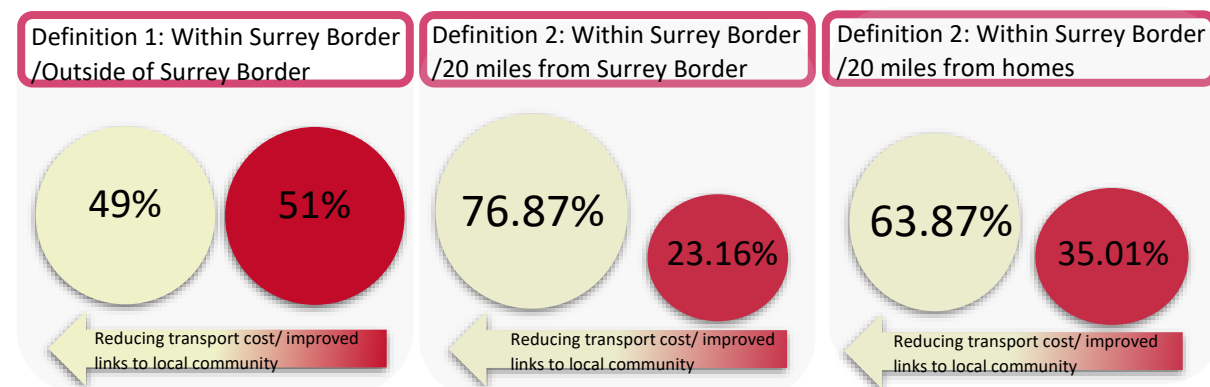 Definition 1: Within Surrey Border
/Outside of Surrey Border
49%
51%
Reducing transport cost/ improved
links to local community
Definition 2: Within Surrey Border
/20 miles from Surrey Border
76.87%
23.16%
Reducing transport cost/ improved
links to local community
Definition 2: Within Surrey Border
/20 miles from homes
63.87%
35.01%
Reducing transport cost/ improved
links to local community